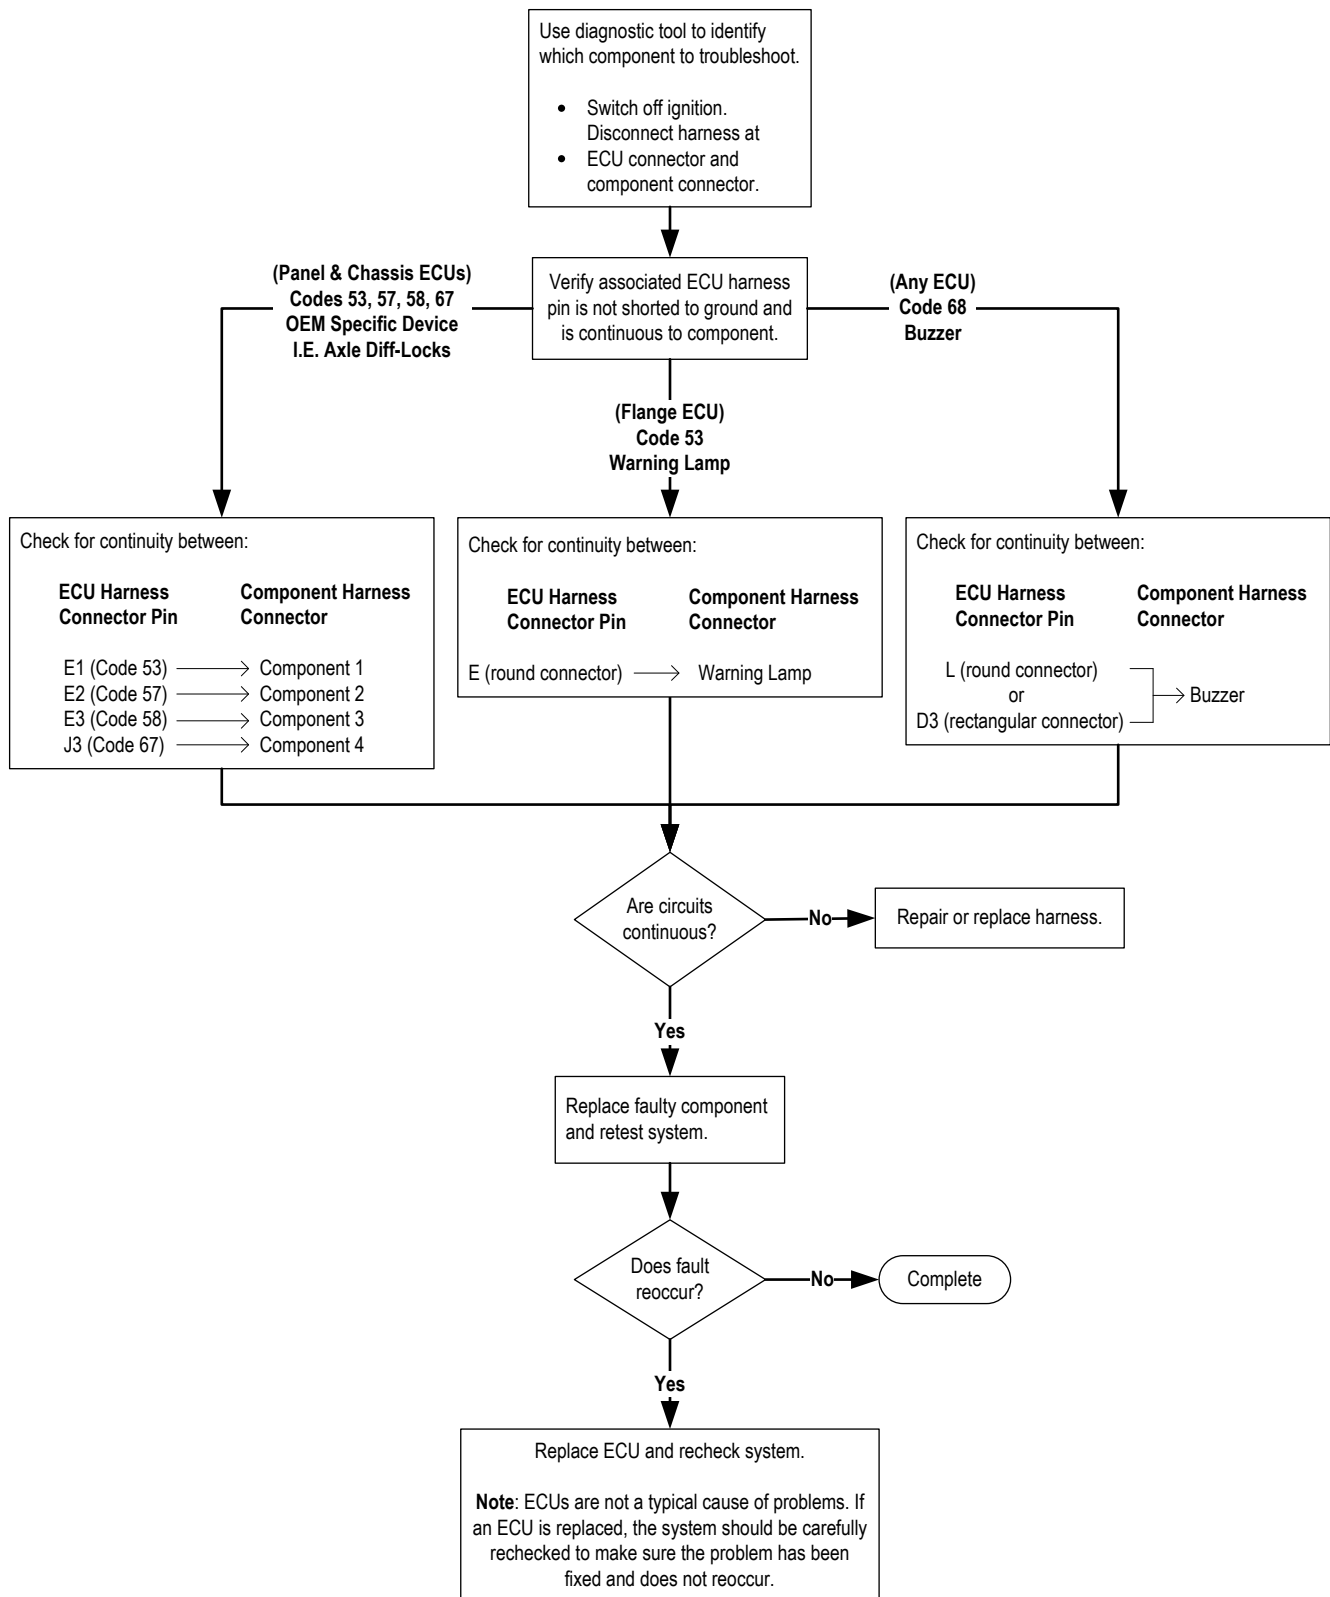 Use diagnostic tool to identify
which component to troubleshoot.
• Switch off ignition.
Disconnect harness at
• ECU connector and
component connector.
(Panel & Chassis ECUs)
Codes 53, 57, 58, 67
OEM Specific Device
I.E. Axle Diff-Locks
Verify associated ECU harness
pin is not shorted to ground and
is continuous to component.
(Any ECU)
Code 68
Buzzer
(Flange ECU)
Code 53
Warning Lamp
Check for continuity between:
ECU Harness Component Harness
Connector Pin Connector
E1 (Code 53) Component 1
E2 (Code 57) Component 2
E3 (Code 58) Component 3
J3 (Code 67) Component 4
Check for continuity between:
ECU Harness Component Harness
Connector Pin Connector
E (round connector) Warning Lamp
Check for continuity between:
ECU Harness Component Harness
Connector Pin Connector
L (round connector)
or Buzzer
D3 (rectangular connector)
Are circuits
continuous?
No
Repair or replace harness.
Yes
Replace faulty component
and retest system.
Does fault
reoccur?
No
Complete
Yes
Replace ECU and recheck system.
Note: ECUs are not a typical cause of problems. If
an ECU is replaced, the system should be carefully
rechecked to make sure the problem has been
fixed and does not reoccur.